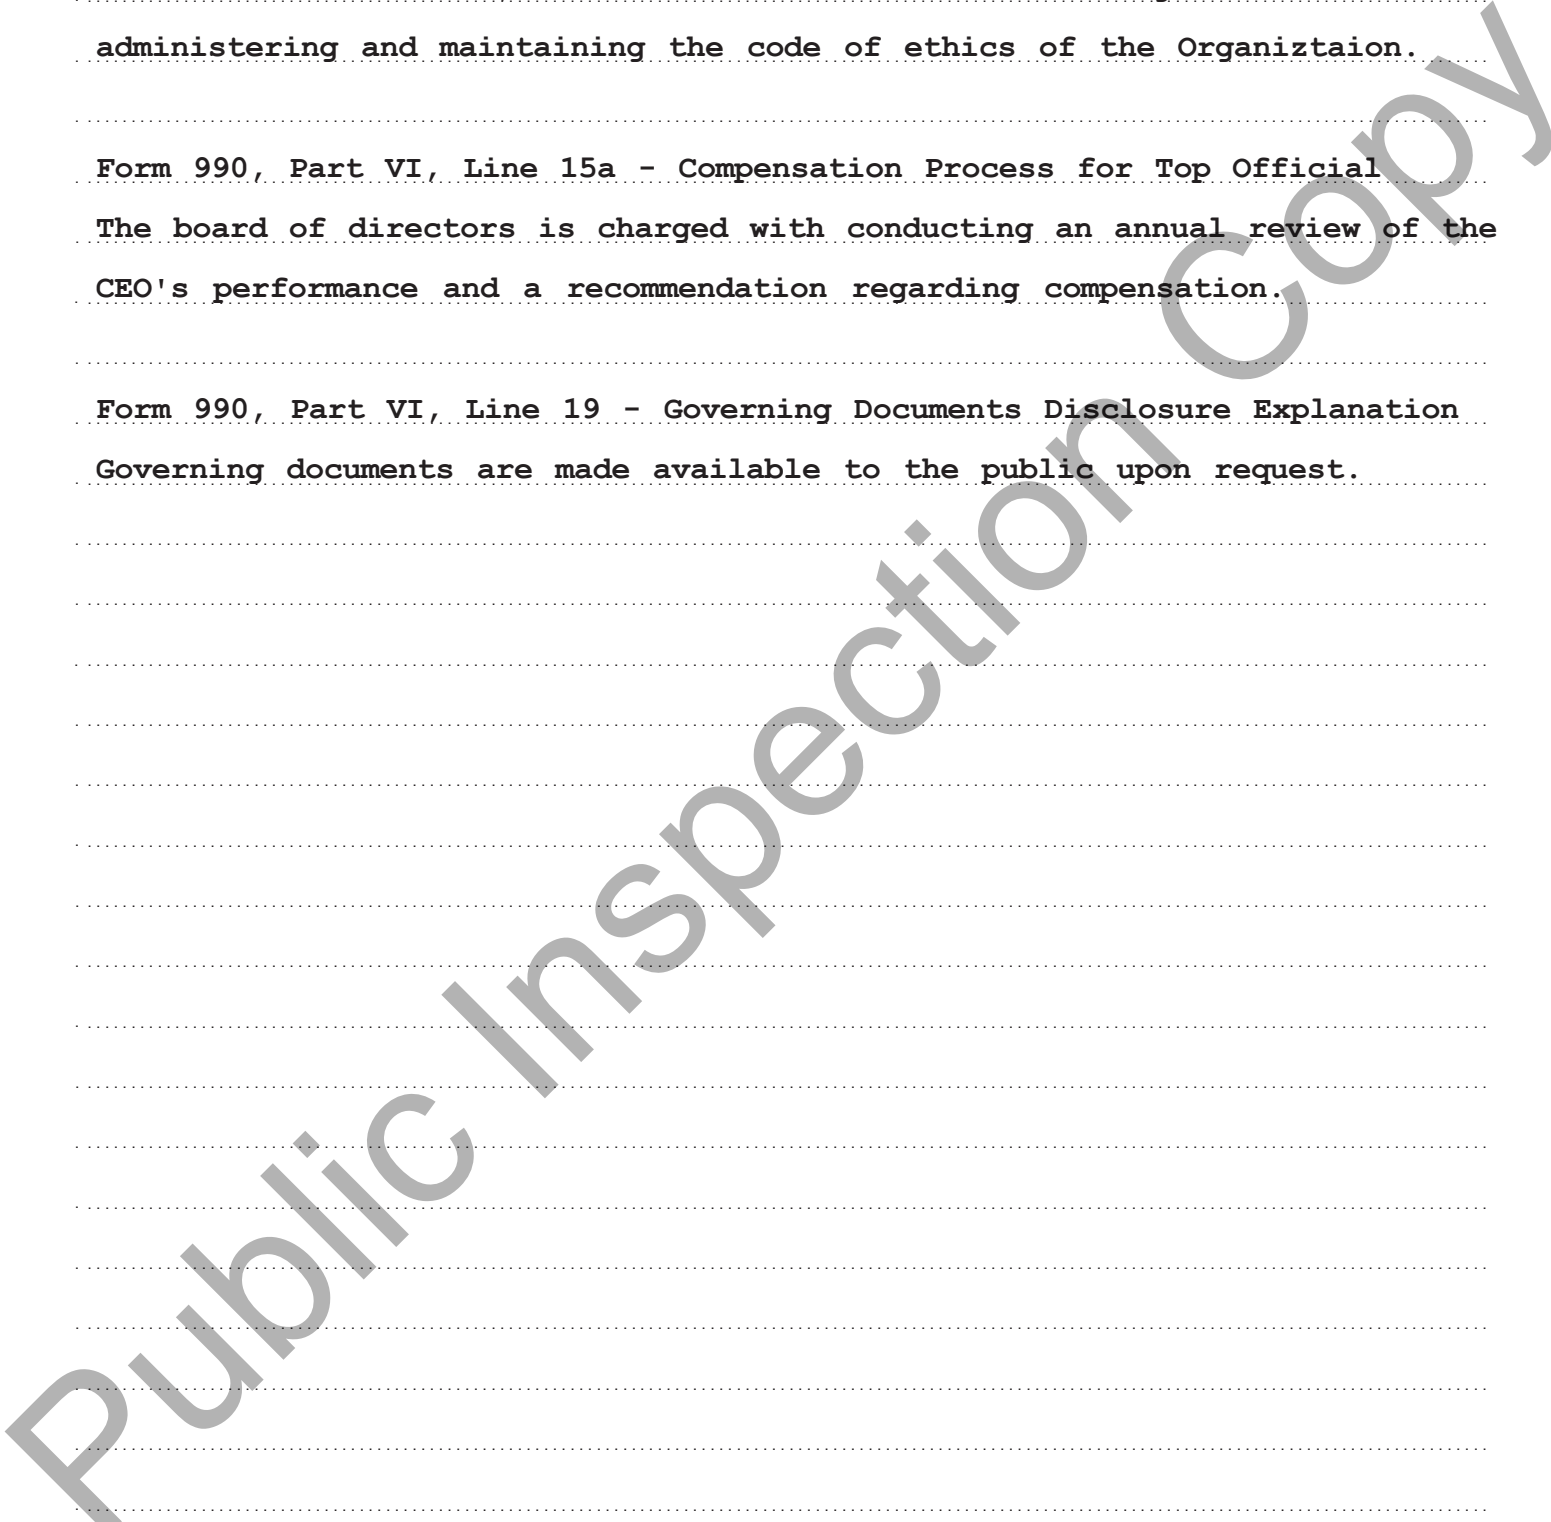 administering and maintaining the code of ethics of the Organiztaion.
Form 990, Part VI, Line 15a - Compensation Process for Top Official
The board of directors is charged with conducting an annual review of the
CEO's performance and a recommendation regarding compensation.
Form 990, Part VI, Line 19 - Governing Documents Disclosure Explanation
Governing documents are made available to the public upon request.
Public Inspection Copy